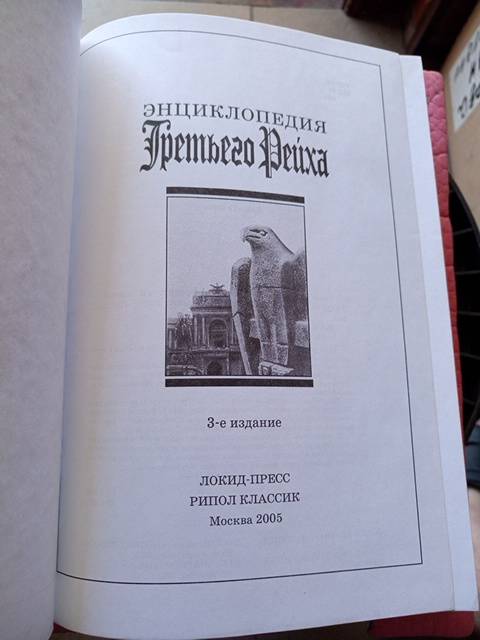 ЭНЦИКЛОПЕДИЯ
Третьего Рейха
3-е издание
ЛОКИД-ПРЕСС
РИПОЛ КЛАССИК
Москва 2005